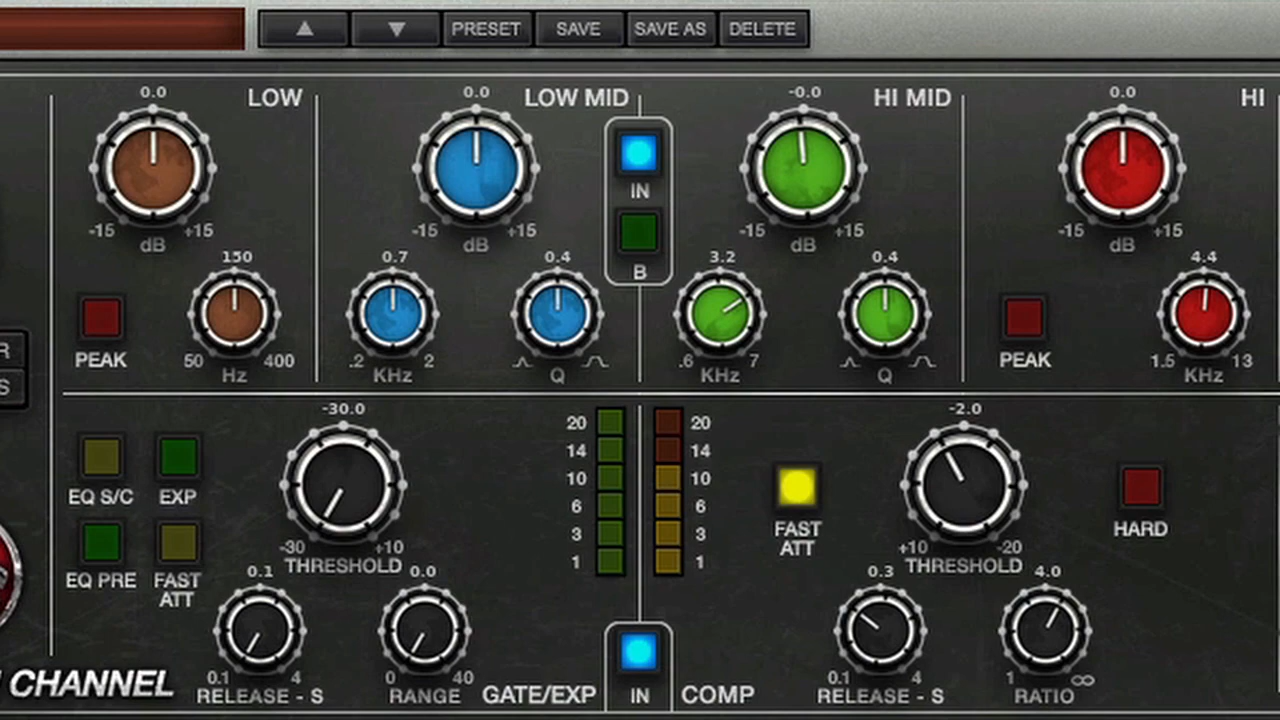 PRESET SAVE SAVE AS DELETE
0.0 LOW 0.0 LOW MID -0.0 HI MID 0.0 HI
IN
-15 +15 -15 +15 -15 +15 -15 +15
dB dB dB dB
150 0.7 0.4 B 3.2 0.4 4.4
PEAK 50 400 .2 2 .6 7 PEAK 1.5 13
Hz KHz Q KHz Q KHz
R
S
-30.0 -2.0
20 20
14 14
10 10
6 6
3 3
1 1
EQ S/C EXP
FAST
ATT
HARD
-30 +10 +10 -20
THRESHOLD THRESHOLD
EQ PRE FAST
ATT
0.1 0.0 0.3 4.0
0.1 4 0 40 0.1 4 1 ∞
CHANNEL RELEASE - S RANGE GATE/EXP IN COMP RELEASE - S RATIO